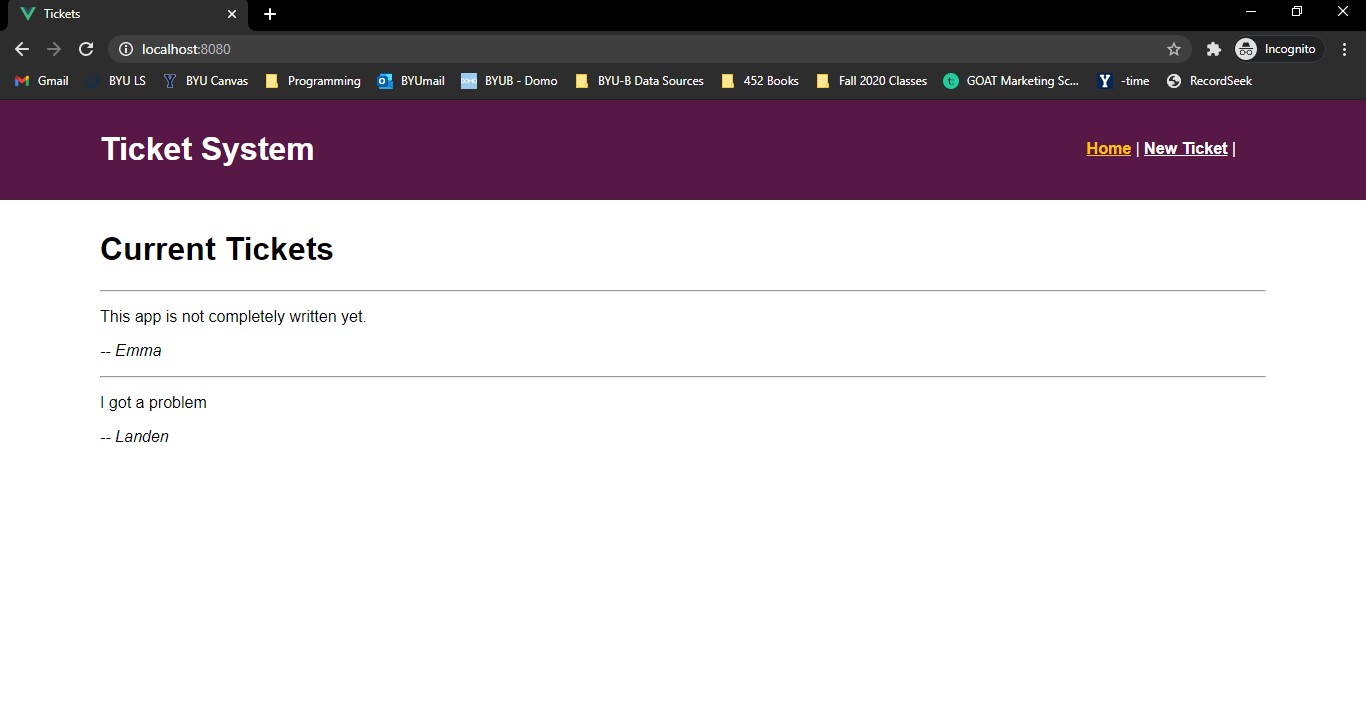 Tickets
localhost:8080
Incognito
Gmail BYU LS BYU Canvas Programming BYUmail BYUB - Domo BYU-B Data Sources 452 Books Fall 2020 Classes GOAT Marketing Sc... -time RecordSeek
Ticket System
Home | New Ticket |
Current Tickets
This app is not completely written yet.
-- Emma
I got a problem
-- Landen